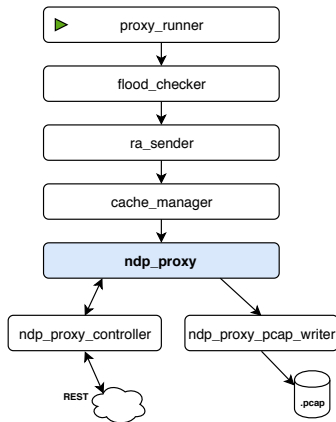 proxy_runner
flood_checker
ra_sender
cache_manager
ndp_proxy
ndp_proxy_controller
ndp_proxy_pcap_writer
REST
.pcap